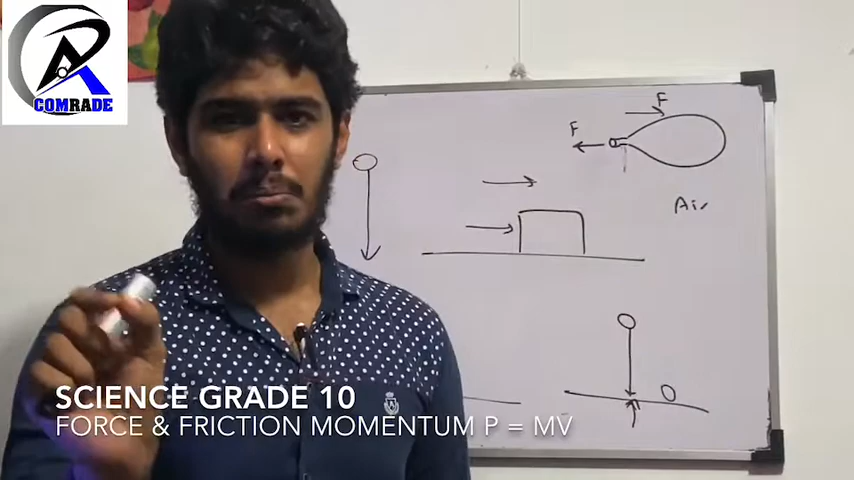 COMRADE
F
F
Air
SCIENCE GRADE 10
FORCE & FRICTION MOMENTUM P = MV